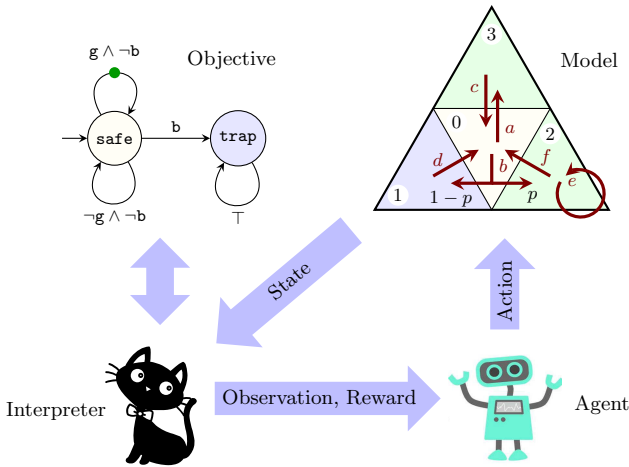 g ∧ ¬b
Objective
safe
b
trap
¬g ∧ ¬b
⊤
3
Model
c
0
a
2
d
b
f
e
1
1 − p
p
State
Action
Interpreter
Observation, Reward
Agent